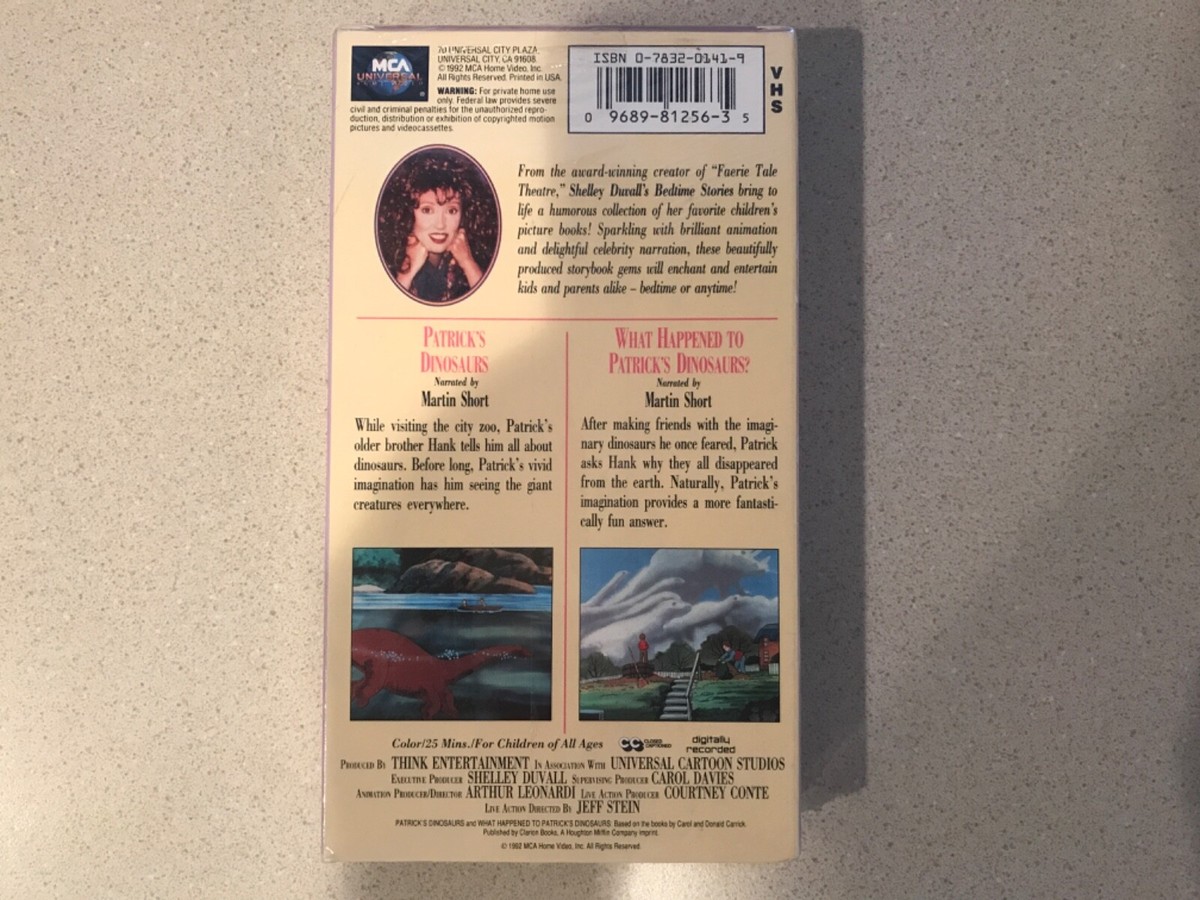 MCA
UNIVERSAL
70 UNIVERSAL CITY PLAZA,
UNIVERSAL CITY, CA 91608.
© 1992 MCA Home Video, Inc.
All Rights Reserved. Printed in USA.
WARNING: For private home use
only. Federal law provides severe
civil and criminal penalties for the unauthorized repro-
duction, distribution or exhibition of copyrighted motion
pictures and videocassettes.
ISBN 0-7832-0141-9
0 9689-81256-3 5
VHS
From the award-winning creator of “Faerie Tale
Theatre,” Shelley Duvall’s Bedtime Stories bring to
life a humorous collection of her favorite children’s
picture books! Sparkling with brilliant animation
and delightful celebrity narration, these beautifully
produced storybook gems will enchant and entertain
kids and parents alike – bedtime or anytime!
PATRICK’S
DINOSAURS
Narrated by
Martin Short
While visiting the city zoo, Patrick’s
older brother Hank tells him all about
dinosaurs. Before long, Patrick’s vivid
imagination has him seeing the giant
creatures everywhere.
WHAT HAPPENED TO
PATRICK’S DINOSAURS?
Narrated by
Martin Short
After making friends with the imagi-
nary dinosaurs he once feared, Patrick
asks Hank why they all disappeared
from the earth. Naturally, Patrick’s
imagination provides a more fantasti-
cally fun answer.
Color/25 Mins./For Children of All Ages
CC CLOSED CAPTIONED
digitally
recorded
PRODUCED BY THINK ENTERTAINMENT IN ASSOCIATION WITH UNIVERSAL CARTOON STUDIOS
EXECUTIVE PRODUCER SHELLEY DUVALL SUPERVISING PRODUCER CAROL DAVIES
ANIMATION PRODUCER/DIRECTOR ARTHUR LEONARDI LIVE ACTION PRODUCER COURTNEY CONTE
LIVE ACTION DIRECTED BY JEFF STEIN
PATRICK'S DINOSAURS and WHAT HAPPENED TO PATRICK'S DINOSAURS: Based on the books by Carol and Donald Carrick.
Published by Clarion Books, A Houghton Mifflin Company imprint.
© 1992 MCA Home Video, Inc. All Rights Reserved.